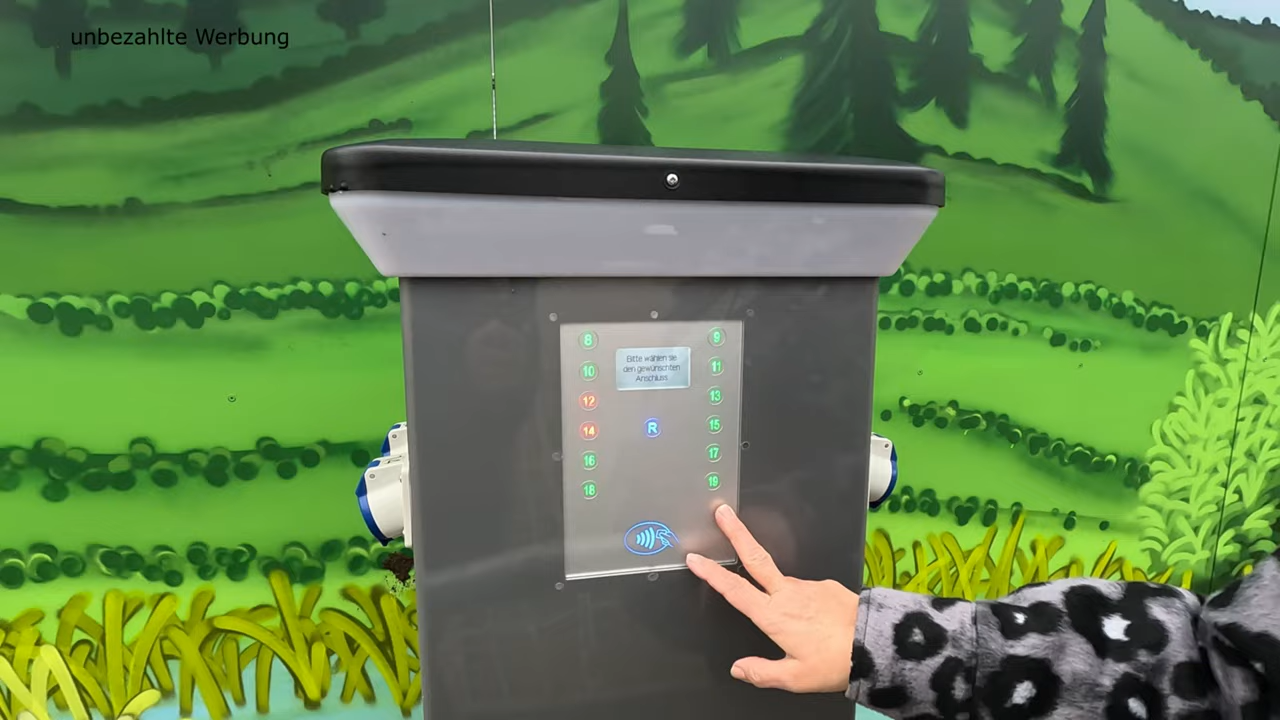 unbezahlte Werbung
8 9
Bitte wählen sie
den gewünschten
Anschluss
10 11
12 13
14 R 15
16 17
18 19